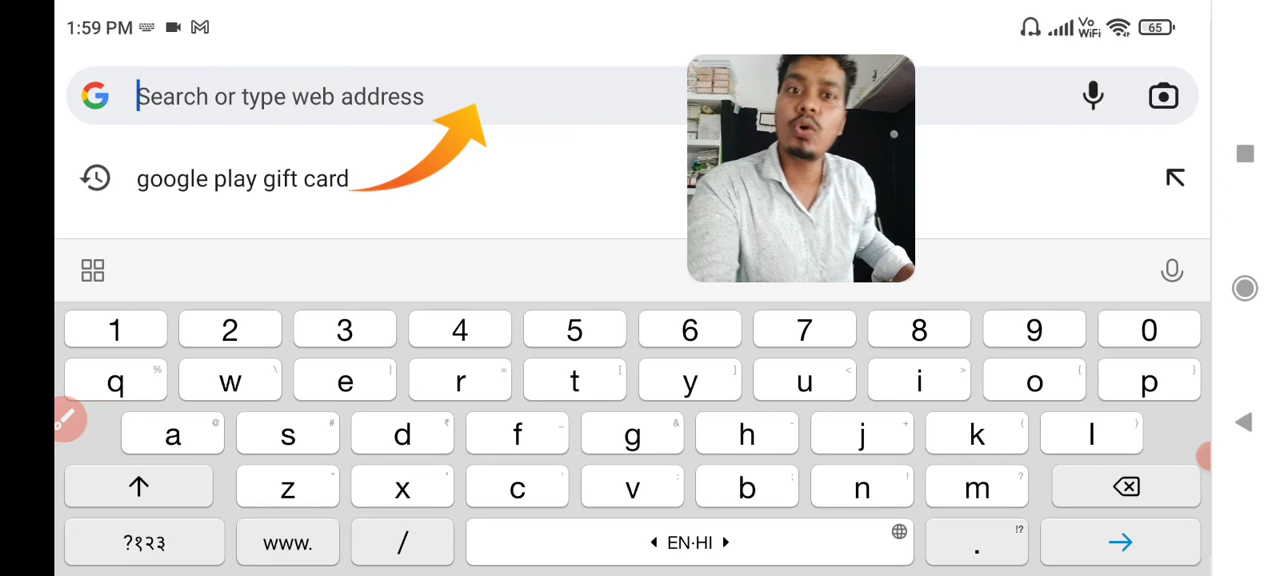 1:59 PM
Vo WiFi 65
Search or type web address
google play gift card
1 2 3 4 5 6 7 8 9 0
q % w \ e | r = t [ y ] u < i > o { p }
a @ s # d ₹ f _ g & h - j + k ( l )
z * x " c ' v : b ; n ! m ?
?१२३ www. / EN·HI . !?